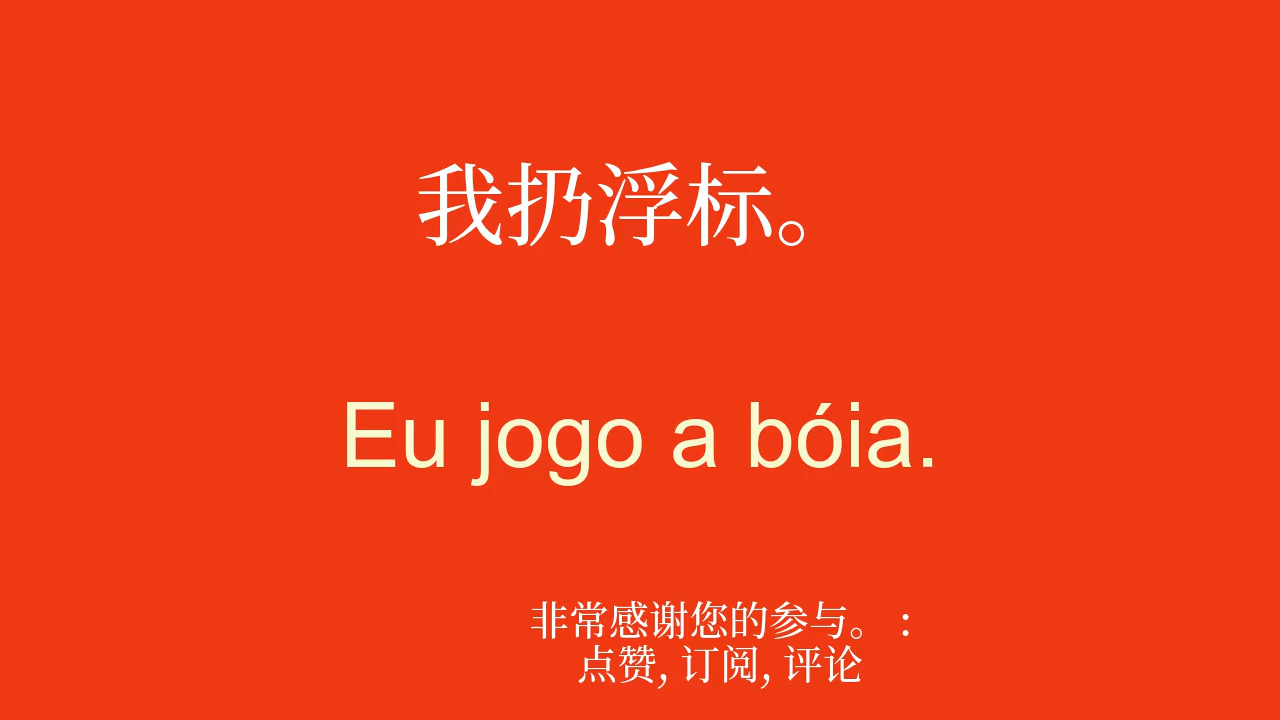 我扔浮标。
Eu jogo a bóia.
非常感谢您的参与。 :
点赞, 订阅, 评论